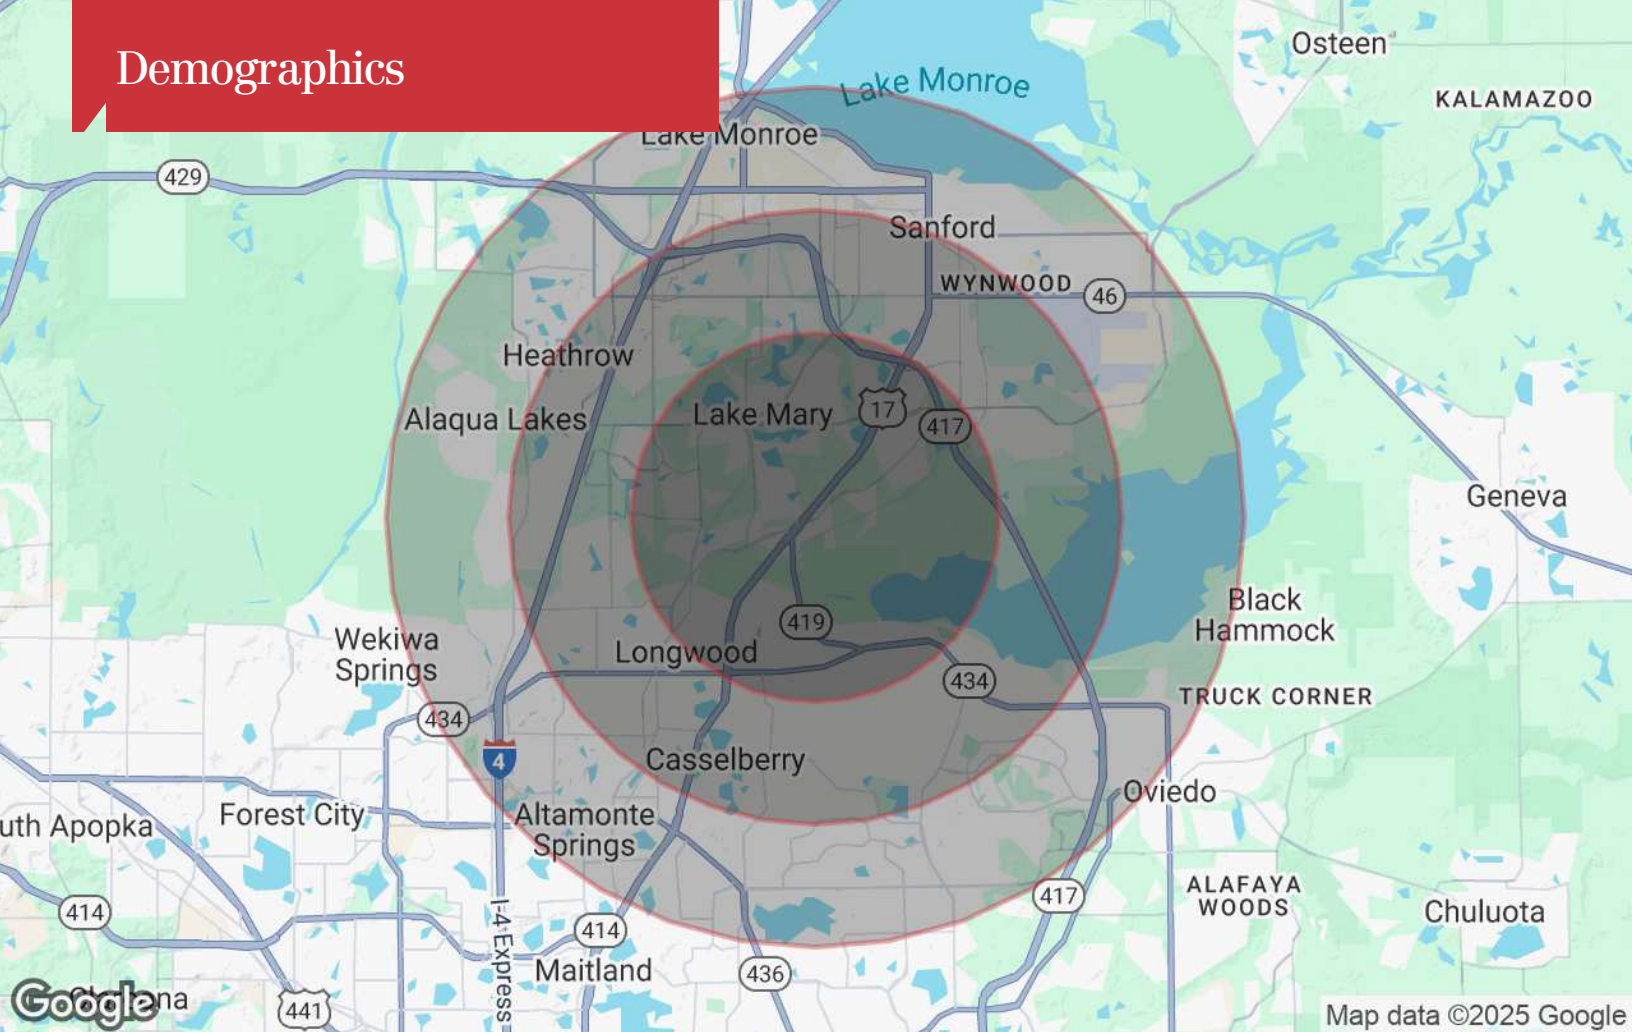 Demographics
Osteen
Lake Monroe
KALAMAZOO
Lake Monroe
429
Sanford
WYNWOOD
46
Heathrow
Alaqua Lakes
Lake Mary
17
417
Geneva
Black
Hammock
419
Wekiwa
Springs
Longwood
434
TRUCK CORNER
434
4
Casselberry
Oviedo
Forest City
Altamonte
Springs
uth Apopka
417
ALAFAYA
WOODS
414
I-4 Express
414
Chuluota
Maitland
436
Google
441
Map data ©2025 Google